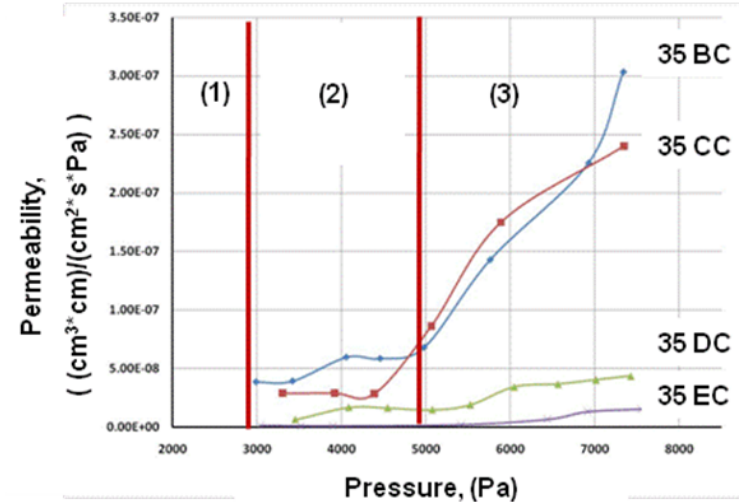 3.50E-07
3.00E-07
2.50E-07
2.00E-07
1.50E-07
1.00E-07
5.00E-08
0.00E+00
2000 3000 4000 5000 6000 7000 8000
(1) (2) (3)
35 BC
35 CC
35 DC
35 EC
Permeability,
( (cm³*cm)/(cm²*s*Pa) )
Pressure, (Pa)